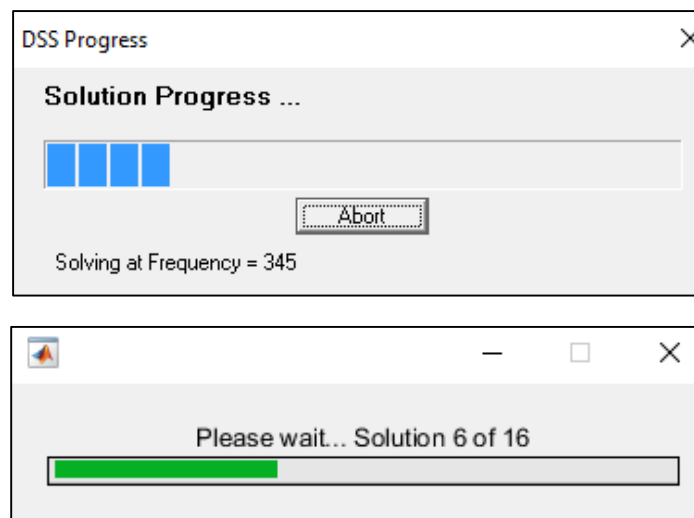 DSS Progress
Solution Progress ...
Abort
Solving at Frequency = 345
Please wait... Solution 6 of 16